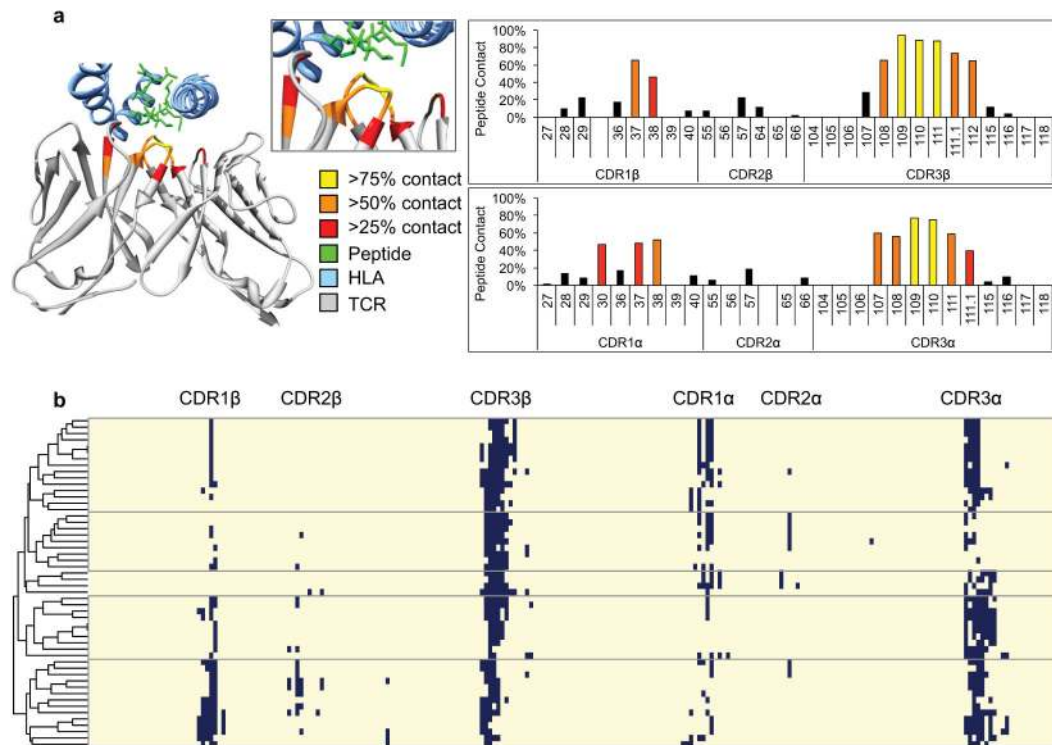 a
>75% contact
>50% contact
>25% contact
Peptide
HLA
TCR
Peptide Contact
100%
80%
60%
40%
20%
0%
27 28 29 36 37 38 39 40 55 57 64 65 66 104 105 106 107 108 109 110 111 111.1 112 115 116 117 118
CDR1β CDR2β CDR3β
Peptide Contact
100%
80%
60%
40%
20%
0%
27 28 29 30 36 37 38 39 40 55 56 57 65 66 104 105 106 107 108 109 110 111 111.1 115 116 117 118
CDR1α CDR2α CDR3α
b
CDR1β CDR2β CDR3β CDR1α CDR2α CDR3α